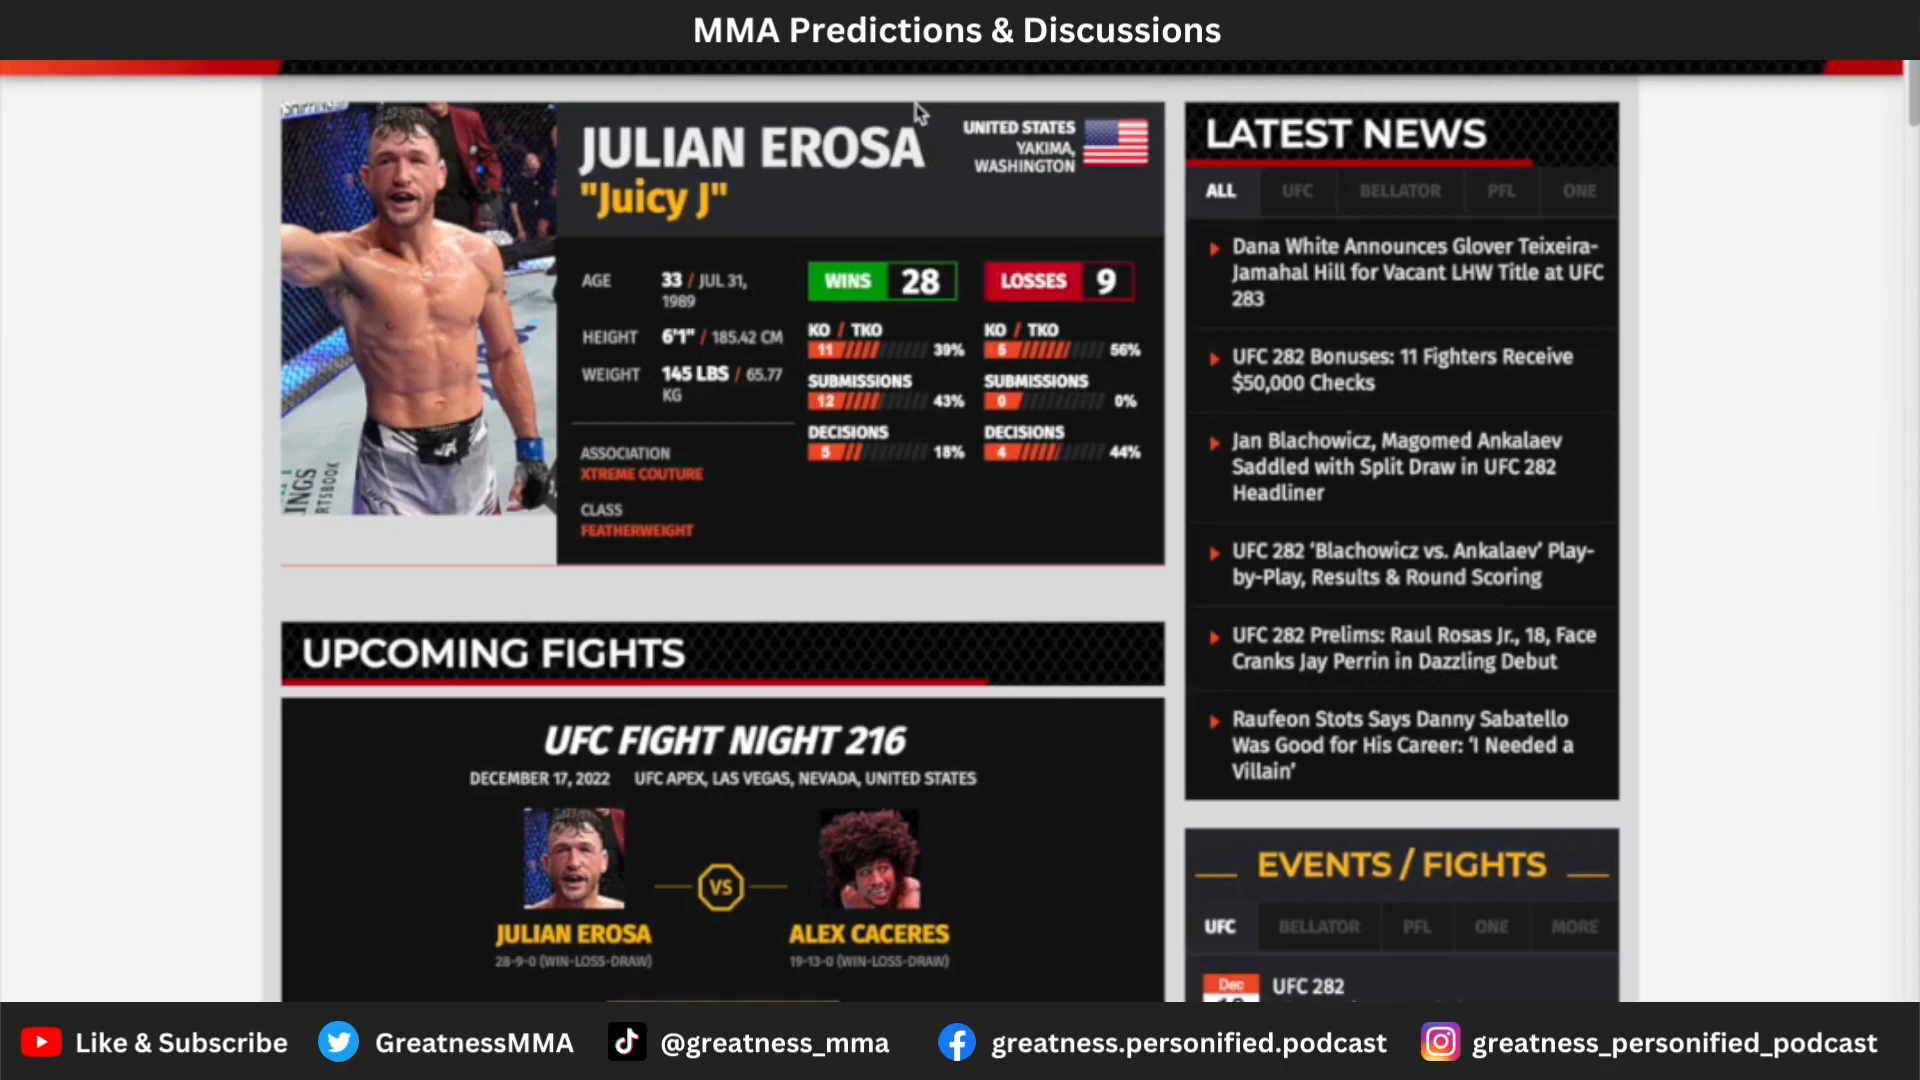 MMA Predictions & Discussions
JULIAN EROSA
"Juicy J"
UNITED STATES
YAKIMA,
WASHINGTON
AGE
33 / JUL 31,
1989
HEIGHT
6'1" / 185.42 CM
WEIGHT
145 LBS / 65.77
KG
ASSOCIATION
XTREME COUTURE
CLASS
FEATHERWEIGHT
WINS 28
KO / TKO
11 39%
SUBMISSIONS
12 43%
DECISIONS
5 18%
LOSSES 9
KO / TKO
5 56%
SUBMISSIONS
0 0%
DECISIONS
4 44%
INGS
RTSBOOK
UPCOMING FIGHTS
UFC FIGHT NIGHT 216
DECEMBER 17, 2022 UFC APEX, LAS VEGAS, NEVADA, UNITED STATES
VS
JULIAN EROSA
28-9-0 (WIN-LOSS-DRAW)
ALEX CACERES
19-13-0 (WIN-LOSS-DRAW)
LATEST NEWS
ALL UFC BELLATOR PFL ONE
Dana White Announces Glover Teixeira-
Jamahal Hill for Vacant LHW Title at UFC
283
UFC 282 Bonuses: 11 Fighters Receive
$50,000 Checks
Jan Blachowicz, Magomed Ankalaev
Saddled with Split Draw in UFC 282
Headliner
UFC 282 ‘Blachowicz vs. Ankalaev’ Play-
by-Play, Results & Round Scoring
UFC 282 Prelims: Raul Rosas Jr., 18, Face
Cranks Jay Perrin in Dazzling Debut
Raufeon Stots Says Danny Sabatello
Was Good for His Career: ‘I Needed a
Villain’
EVENTS / FIGHTS
UFC BELLATOR PFL ONE MORE
Dec
UFC 282
Like & Subscribe GreatnessMMA @greatness_mma greatness.personified.podcast greatness_personified_podcast